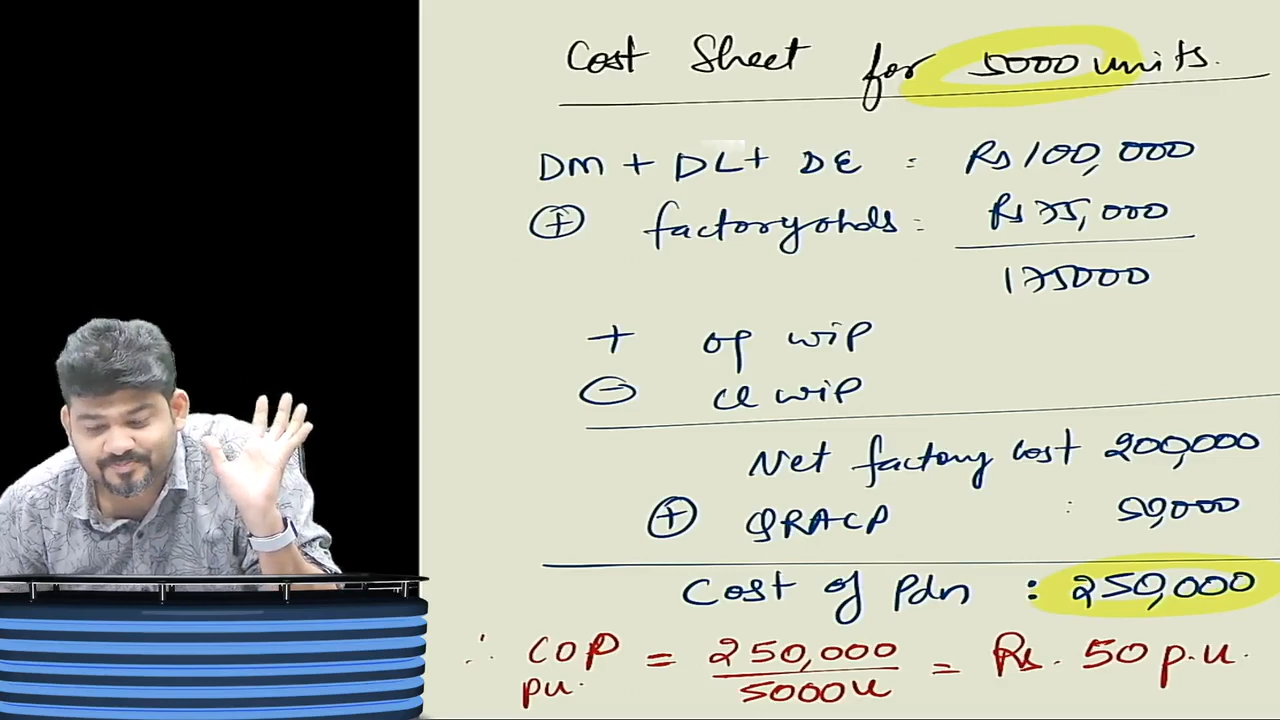 Cost Sheet for 5000 units.
DM + DL + DE : Rs 100,000
⊕ factory ohds : Rs 75,000
175000
+ op wip
⊖ cl wip
Net factory cost 200,000
⊕ QRACP : 50,000
Cost of Pdn : 250,000
∴ COP pu. = 250,000 / 5000u = Rs. 50 p.u.